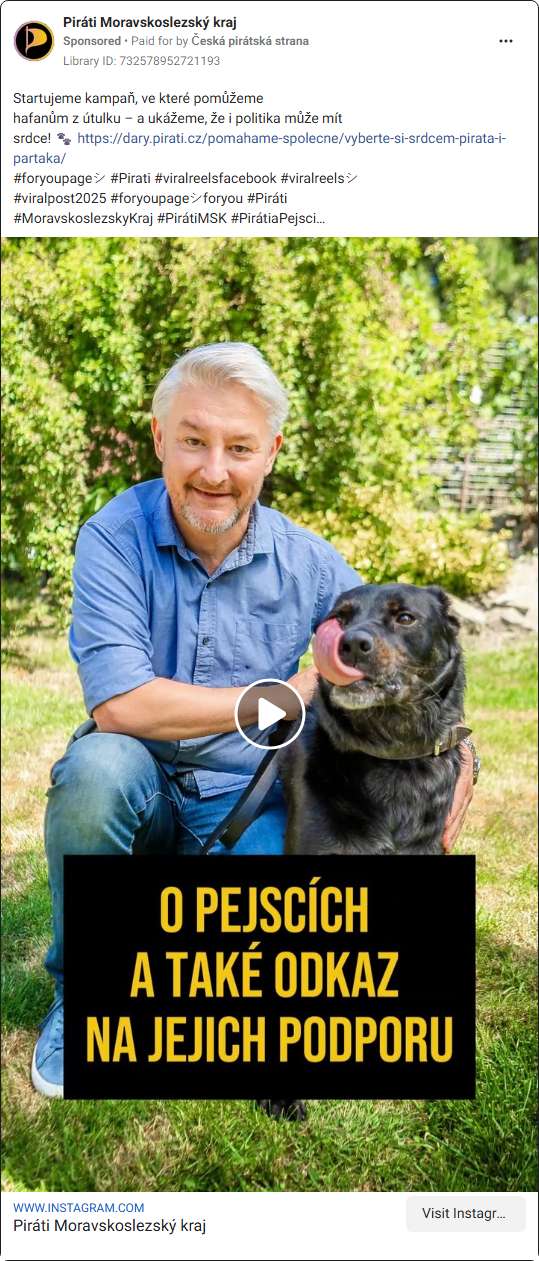 Piráti Moravskoslezský kraj
Sponsored • Paid for by Česká pirátská strana
Library ID: 732578952721193
Startujeme kampaň, ve které pomůžeme
hafanům z útulku – a ukážeme, že i politika může mít
srdce! 🐾 https://dary.pirati.cz/pomahame-spolecne/vyberte-si-srdcem-pirata-i-
partaka/
#foryoupageシ #Pirati #viralreelsfacebook #viralreelsシ
#viralpost2025 #foryoupageシforyou #Piráti
#MoravskoslezskyKraj #PirátiMSK #PirátiaPejsci…
O PEJSCÍCH
A TAKÉ ODKAZ
NA JEJICH PODPORU
WWW.INSTAGRAM.COM
Piráti Moravskoslezský kraj
Visit Instagr...